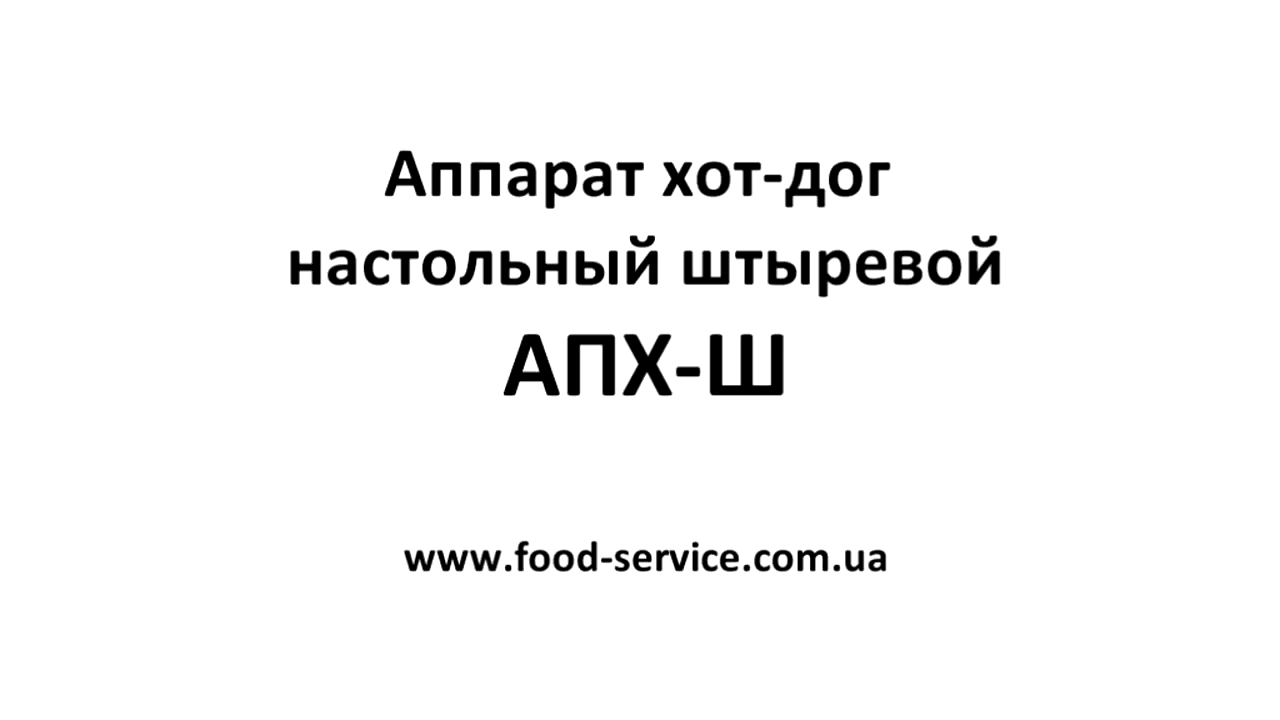 Аппарат хот-дог
настольный штыревой
АПХ-Ш
www.food-service.com.ua